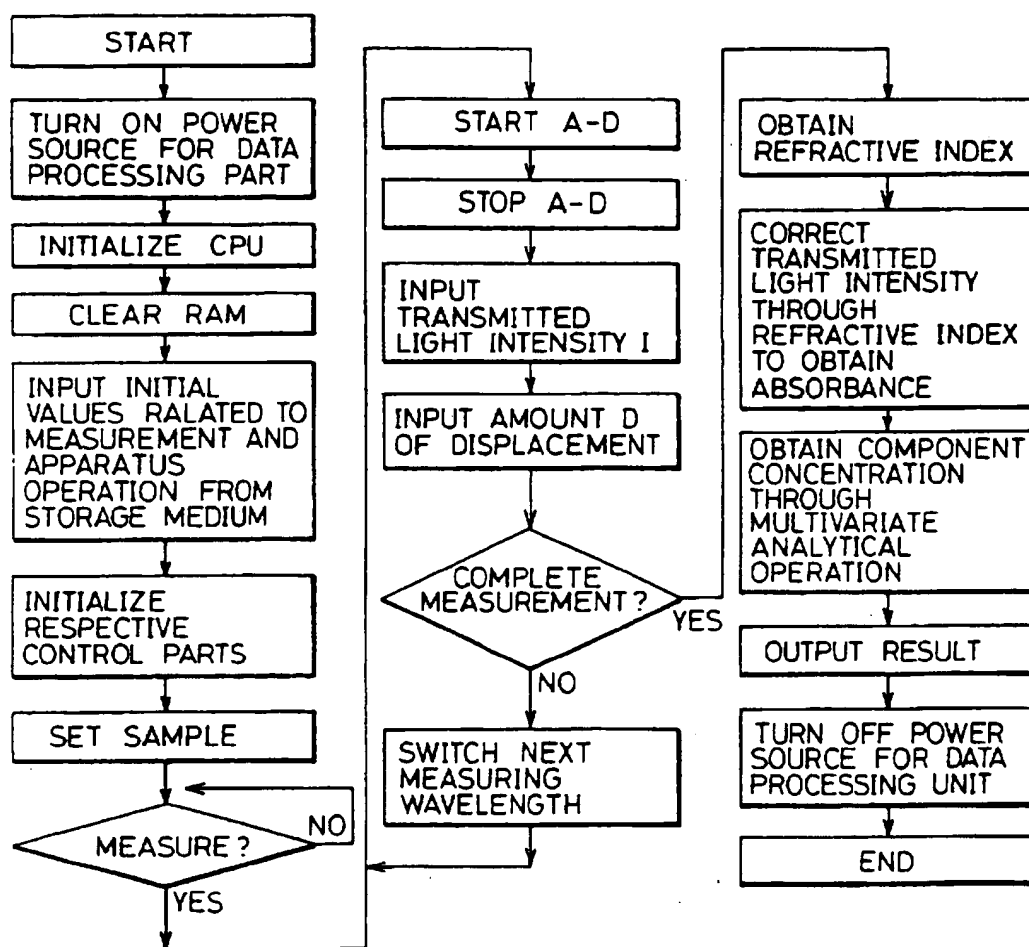 START
TURN ON POWER
SOURCE FOR DATA
PROCESSING PART
INITIALIZE CPU
CLEAR RAM
INPUT INITIAL
VALUES RALATED TO
MEASUREMENT AND
APPARATUS
OPERATION FROM
STORAGE MEDIUM
INITIALIZE
RESPECTIVE
CONTROL PARTS
SET SAMPLE
MEASURE?
NO
YES
START A-D
STOP A-D
INPUT
TRANSMITTED
LIGHT INTENSITY I
INPUT AMOUNT D
OF DISPLACEMENT
COMPLETE
MEASUREMENT?
YES
NO
SWITCH NEXT
MEASURING
WAVELENGTH
OBTAIN
REFRACTIVE INDEX
CORRECT
TRANSMITTED
LIGHT INTENSITY
THROUGH
REFRACTIVE INDEX
TO OBTAIN
ABSORBANCE
OBTAIN COMPONENT
CONCENTRATION
THROUGH
MULTIVARIATE
ANALYTICAL
OPERATION
OUTPUT RESULT
TURN OFF POWER
SOURCE FOR DATA
PROCESSING UNIT
END